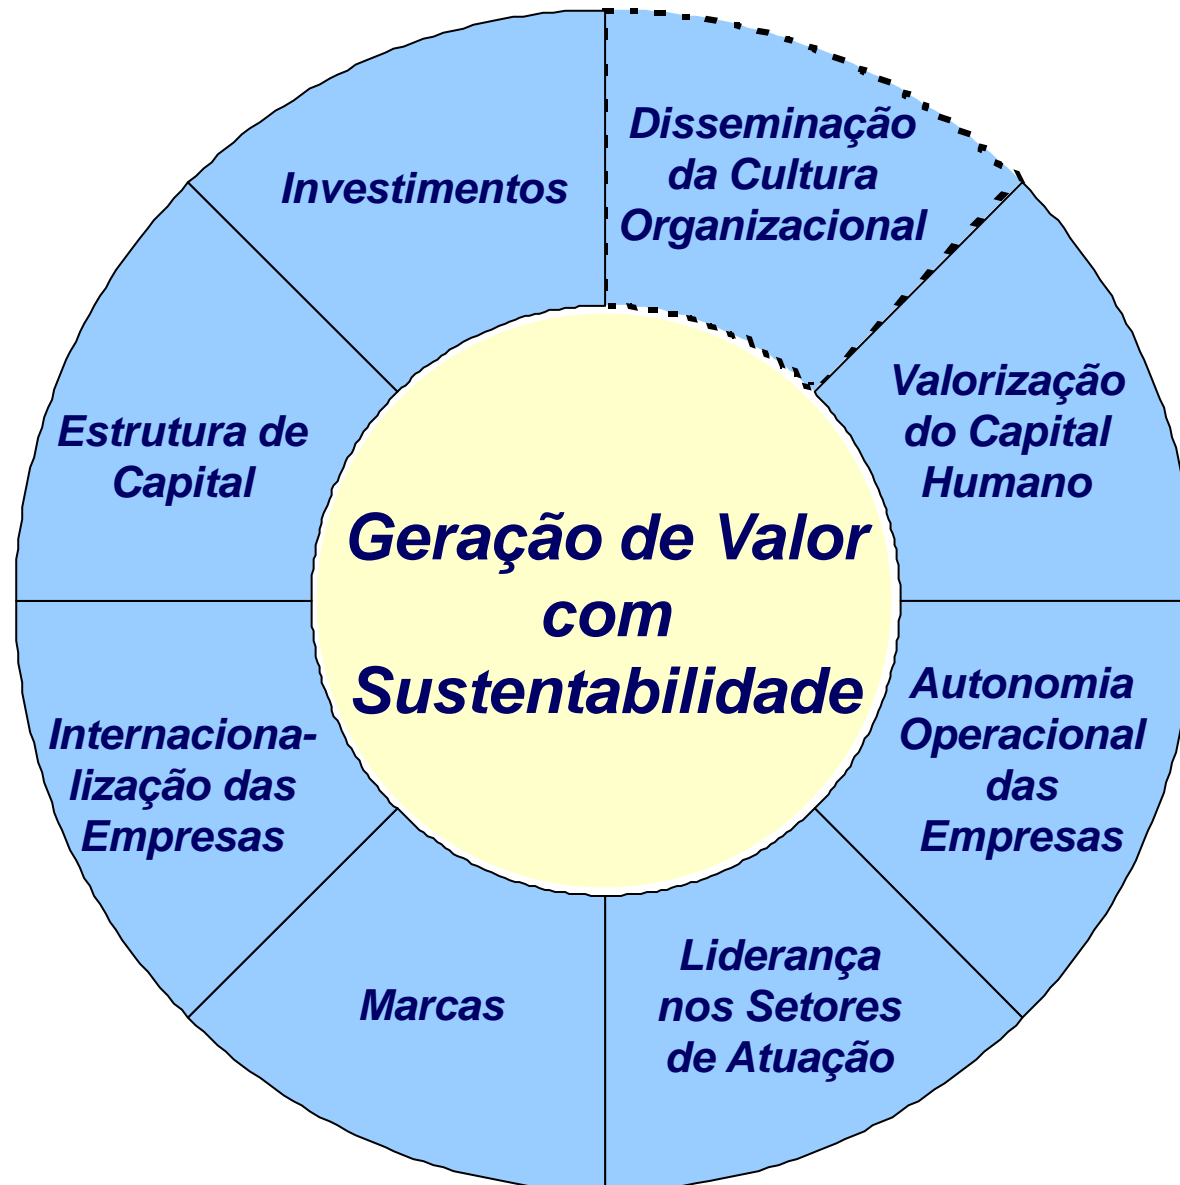 Disseminação
da Cultura
Organizacional
Valorização
do Capital
Humano
Autonomia
Operacional
das
Empresas
Liderança
nos Setores
de Atuação
Marcas
Internaciona-
lização das
Empresas
Estrutura de
Capital
Investimentos
Geração de Valor
com
Sustentabilidade